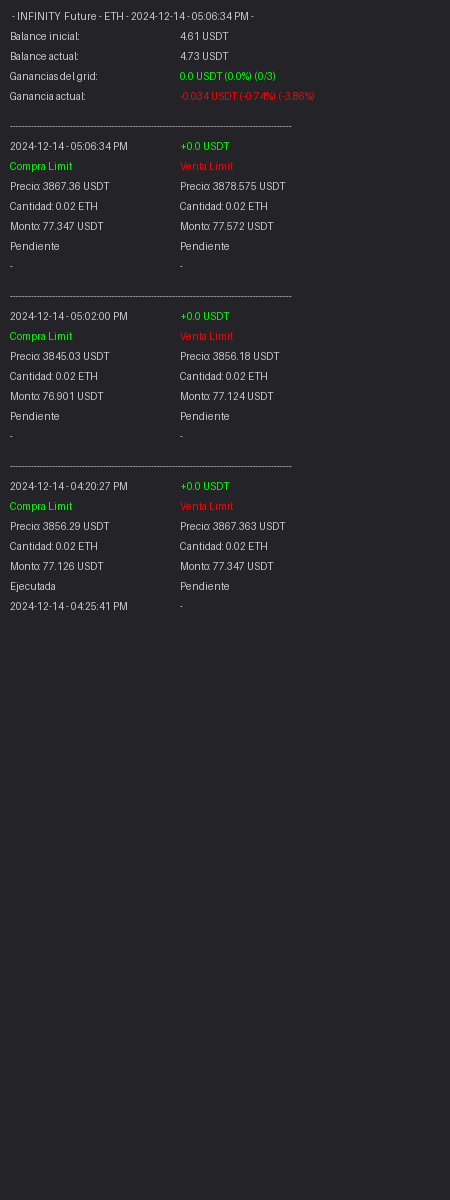 - INFINITY Future - ETH - 2024-12-14 - 05:06:34 PM -
Balance inicial: 4.61 USDT
Balance actual: 4.73 USDT
Ganancias del grid: 0.0 USDT (0.0%) (0/3)
Ganancia actual: -0.034 USDT (-0.74%) (-3.86%)
2024-12-14 - 05:06:34 PM +0.0 USDT
Compra Limit Venta Limit
Precio: 3867.36 USDT Precio: 3878.575 USDT
Cantidad: 0.02 ETH Cantidad: 0.02 ETH
Monto: 77.347 USDT Monto: 77.572 USDT
Pendiente Pendiente
- -
2024-12-14 - 05:02:00 PM +0.0 USDT
Compra Limit Venta Limit
Precio: 3845.03 USDT Precio: 3856.18 USDT
Cantidad: 0.02 ETH Cantidad: 0.02 ETH
Monto: 76.901 USDT Monto: 77.124 USDT
Pendiente Pendiente
- -
2024-12-14 - 04:20:27 PM +0.0 USDT
Compra Limit Venta Limit
Precio: 3856.29 USDT Precio: 3867.363 USDT
Cantidad: 0.02 ETH Cantidad: 0.02 ETH
Monto: 77.126 USDT Monto: 77.347 USDT
Ejecutada Pendiente
2024-12-14 - 04:25:41 PM -